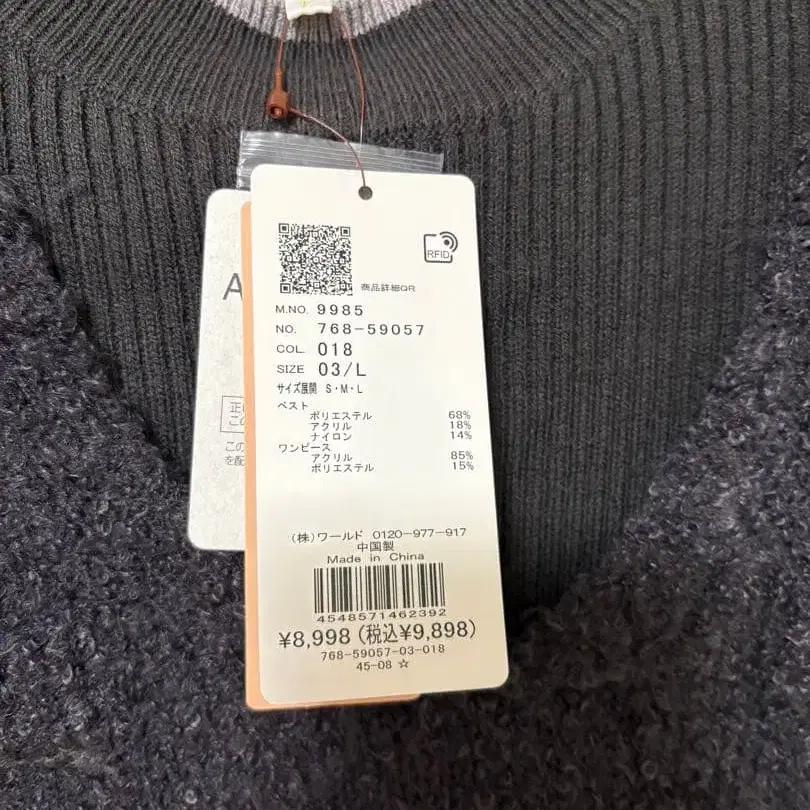 商品詳細QR
RFID
M.NO. 9985
NO. 768-59057
COL. 018
SIZE 03/L
サイズ展開 S・M・L
ベスト
ポリエステル 68%
アクリル 18%
ナイロン 14%
ワンピース
アクリル 85%
ポリエステル 15%
(株)ワールド 0120-977-917
中国製
Made in China
4548571462392
¥8,998 (税込¥9,898)
768-59057-03-018
45-08 ☆
A
この
を配